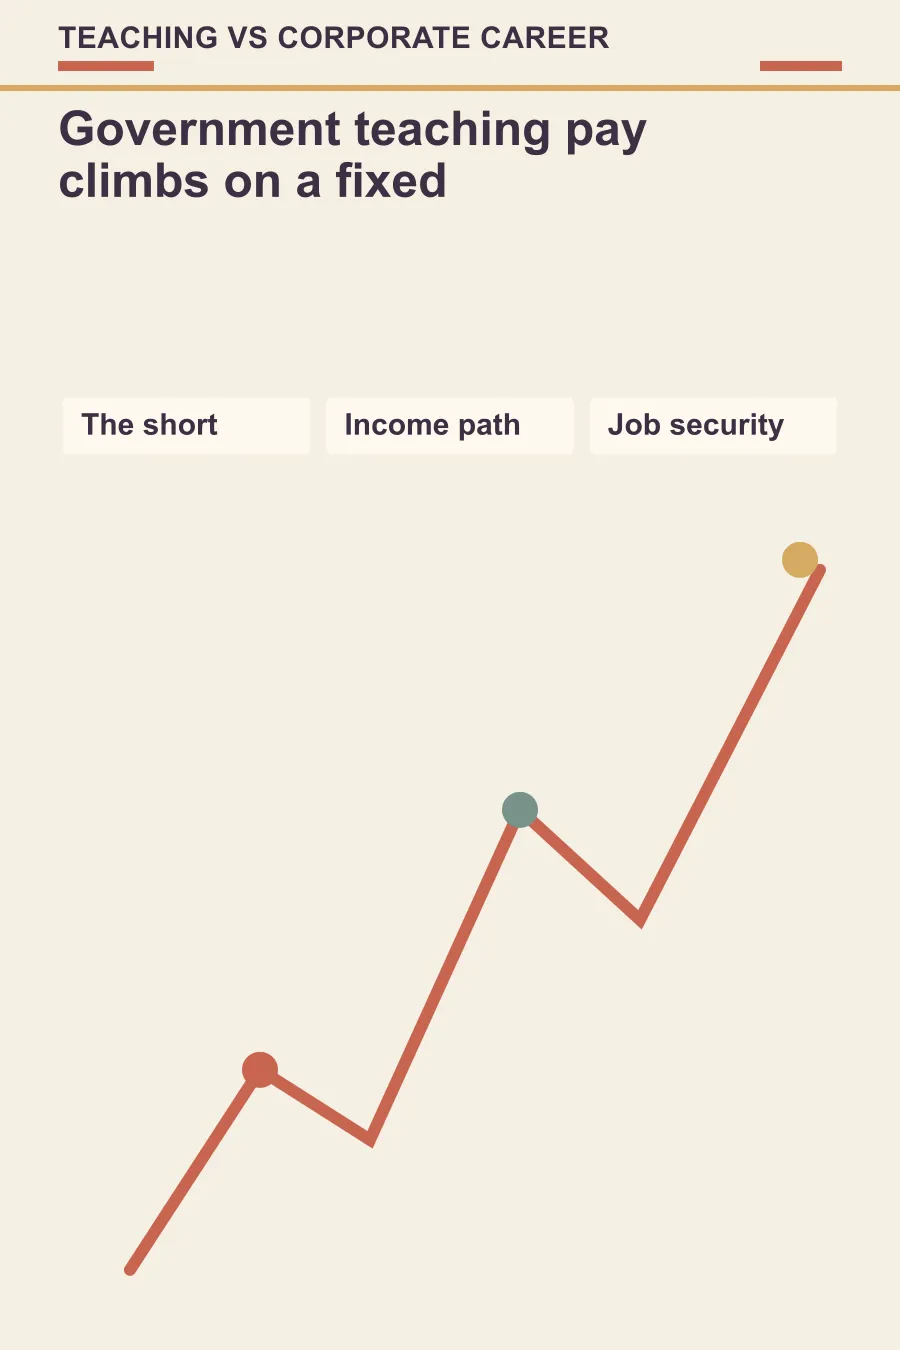 TEACHING VS CORPORATE CAREER
Government teaching pay
climbs on a fixed
The short
Income path
Job security